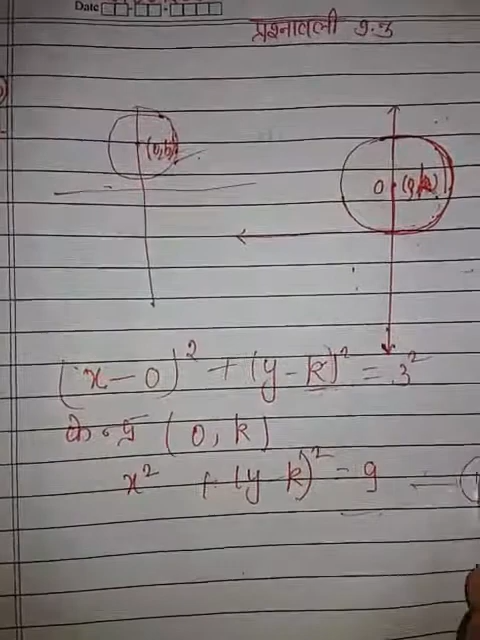 Date
प्रश्नावली 9.3
(0,k)
0 (0,k)
(x-0)² + (y-k)² = 3²
केन्द्र (0, k)
x² + (y k)² - 9 —